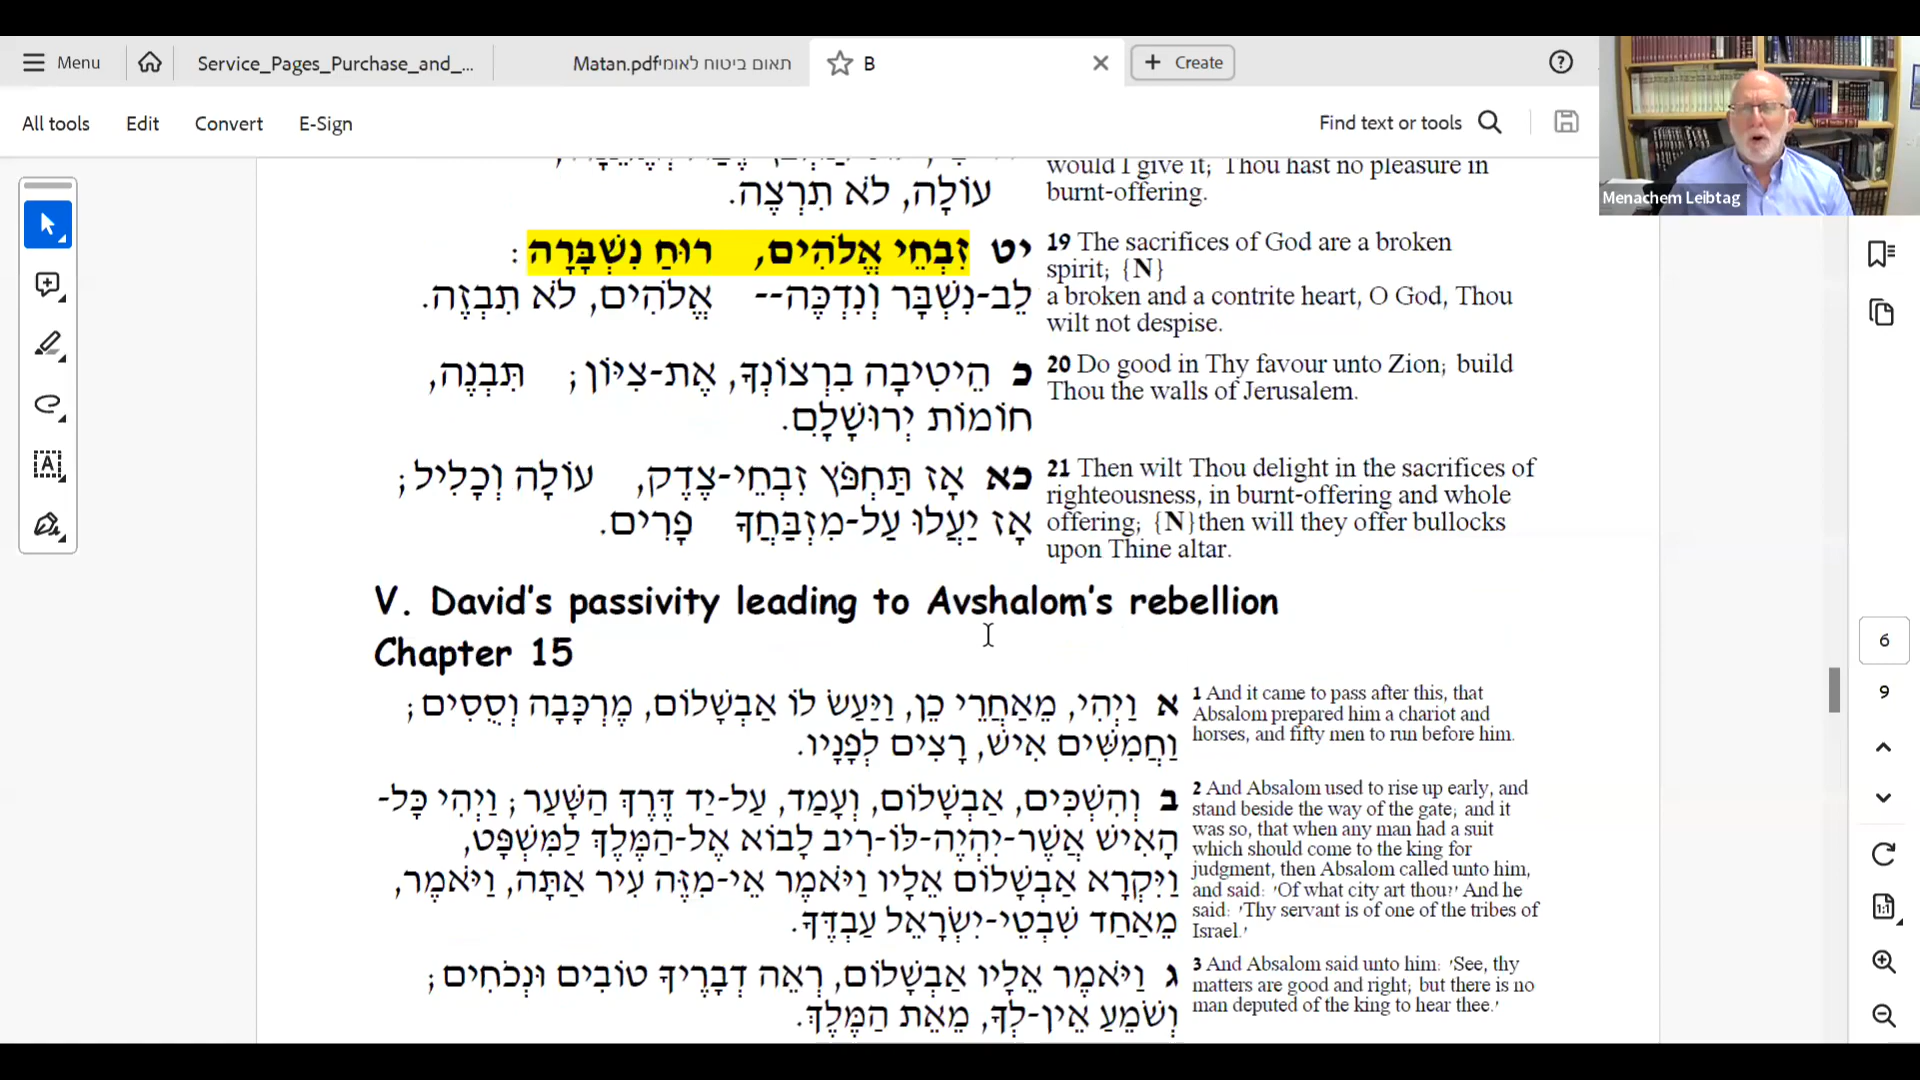 Menu
Service_Pages_Purchase_and_...
תאום ביטוח לאומיMatan.pdf
B
Create
All tools
Edit
Convert
E-Sign
Find text or tools
Menachem Leibtag
עוֹלָה, לֹא תִרְצֶה.
would I give it; Thou hast no pleasure in
burnt-offering.
יט זִבְחֵי אֱלֹהִים, רוּחַ נִשְׁבָּרָה:
לֵב-נִשְׁבָּר וְנִדְכֶּה-- אֱלֹהִים, לֹא תִבְזֶה.
19 The sacrifices of God are a broken
spirit; {N}
a broken and a contrite heart, O God, Thou
wilt not despise.
כ הֵיטִיבָה בִרְצוֹנְךָ, אֶת-צִיּוֹן; תִּבְנֶה,
חוֹמוֹת יְרוּשָׁלִָם.
20 Do good in Thy favour unto Zion; build
Thou the walls of Jerusalem.
כא אָז תַּחְפֹּץ זִבְחֵי-צֶדֶק, עוֹלָה וְכָלִיל;
אָז יַעֲלוּ עַל-מִזְבַּחֲךָ פָרִים.
21 Then wilt Thou delight in the sacrifices of
righteousness, in burnt-offering and whole
offering; {N}then will they offer bullocks
upon Thine altar.
V. David's passivity leading to Avshalom's rebellion
Chapter 15
א וַיְהִי, מֵאַחֲרֵי כֵן, וַיַּעַשׂ לוֹ אַבְשָׁלוֹם, מֶרְכָּבָה וְסֻסִים;
וַחֲמִשִּׁים אִישׁ, רָצִים לְפָנָיו.
1 And it came to pass after this, that
Absalom prepared him a chariot and
horses, and fifty men to run before him.
ב וְהִשְׁכִּים, אַבְשָׁלוֹם, וְעָמַד, עַל-יַד דֶּרֶךְ הַשָּׁעַר; וַיְהִי כָּל-
הָאִישׁ אֲשֶׁר-יִהְיֶה-לּוֹ-רִיב לָבוֹא אֶל-הַמֶּלֶךְ לַמִּשְׁפָּט,
וַיִּקְרָא אַבְשָׁלוֹם אֵלָיו וַיֹּאמֶר אֵי-מִזֶּה עִיר אַתָּה, וַיֹּאמֶר,
מֵאַחַד שִׁבְטֵי-יִשְׂרָאֵל עַבְדֶּךָ.
2 And Absalom used to rise up early, and
stand beside the way of the gate; and it
was so, that when any man had a suit
which should come to the king for
judgment, then Absalom called unto him,
and said: 'Of what city art thou?' And he
said: 'Thy servant is of one of the tribes of
Israel.'
ג וַיֹּאמֶר אֵלָיו אַבְשָׁלוֹם, רְאֵה דְבָרֶיךָ טוֹבִים וּנְכֹחִים;
וְשֹׁמֵעַ אֵין-לְךָ, מֵאֵת הַמֶּלֶךְ.
3 And Absalom said unto him: 'See, thy
matters are good and right; but there is no
man deputed of the king to hear thee.'
6
9
1:1